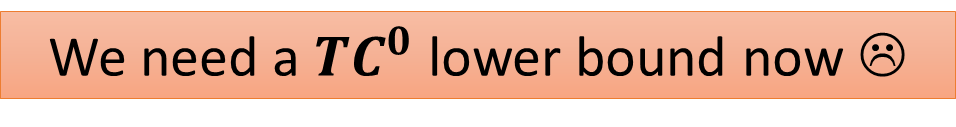 We need a TC⁰ lower bound now ☹